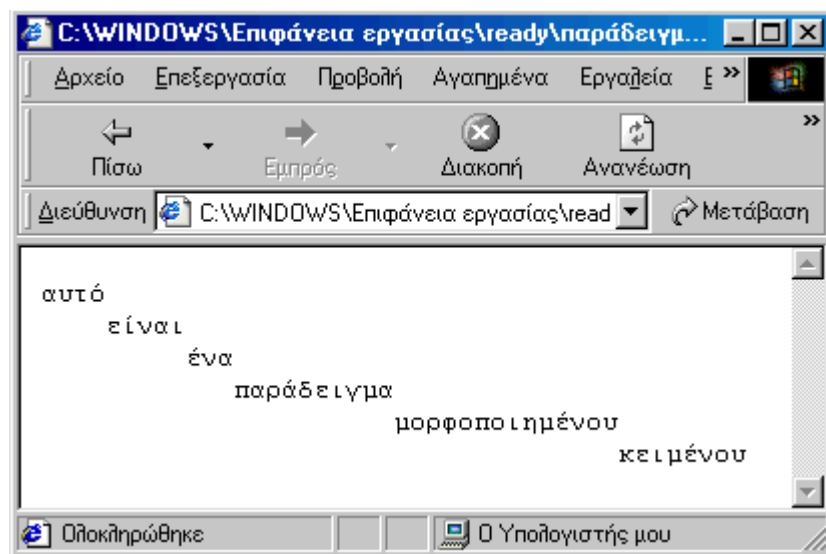 C:\WINDOWS\Επιφάνεια εργασίας\ready\παράδειγμ...
Αρχείο Επεξεργασία Προβολή Αγαπημένα Εργαλεία Ε »
Πίσω Εμπρός Διακοπή Ανανέωση »
Διεύθυνση C:\WINDOWS\Επιφάνεια εργασίας\read Μετάβαση
αυτό
είναι
ένα
παράδειγμα
μορφοποιημένου
κειμένου
Ολοκληρώθηκε Ο Υπολογιστής μου